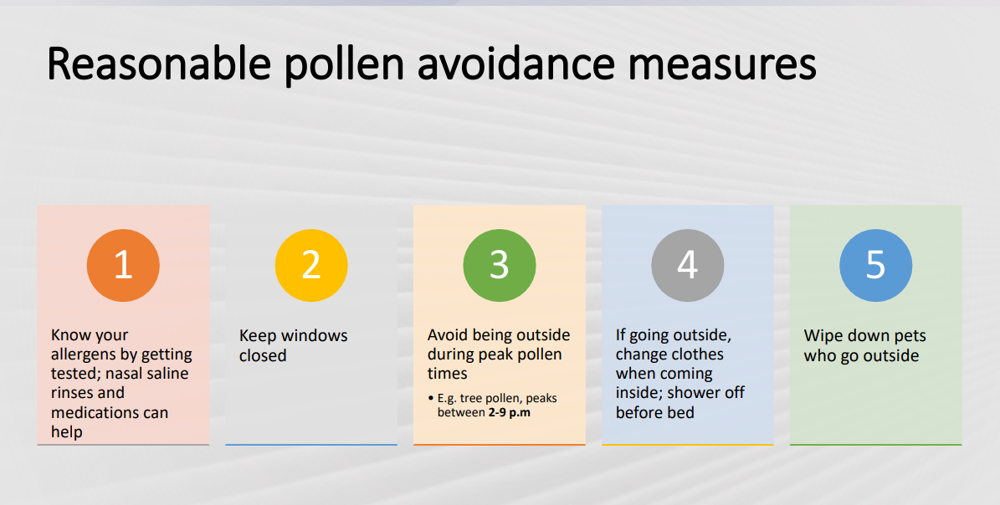 Reasonable pollen avoidance measures
1
Know your
allergens by getting
tested; nasal saline
rinses and
medications can
help
2
Keep windows
closed
3
Avoid being outside
during peak pollen
times
• E.g. tree pollen, peaks
between 2-9 p.m
4
If going outside,
change clothes
when coming
inside; shower off
before bed
5
Wipe down pets
who go outside